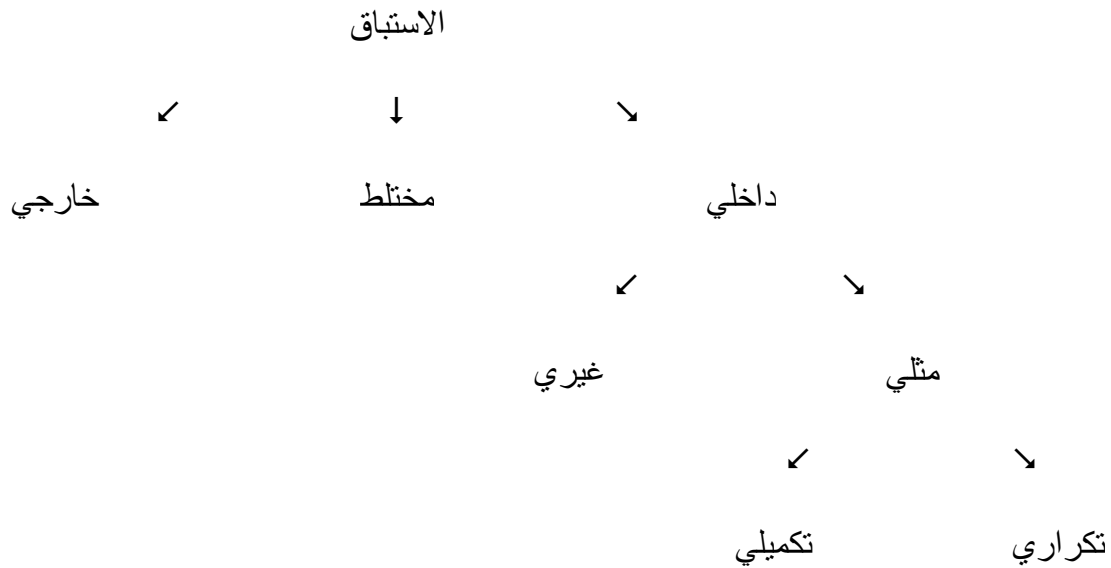 الاستباق
↙ ↓ ↘
داخلي مختلط خارجي
↙ ↘
مثلي غيري
↙ ↘
تكراري تكميلي